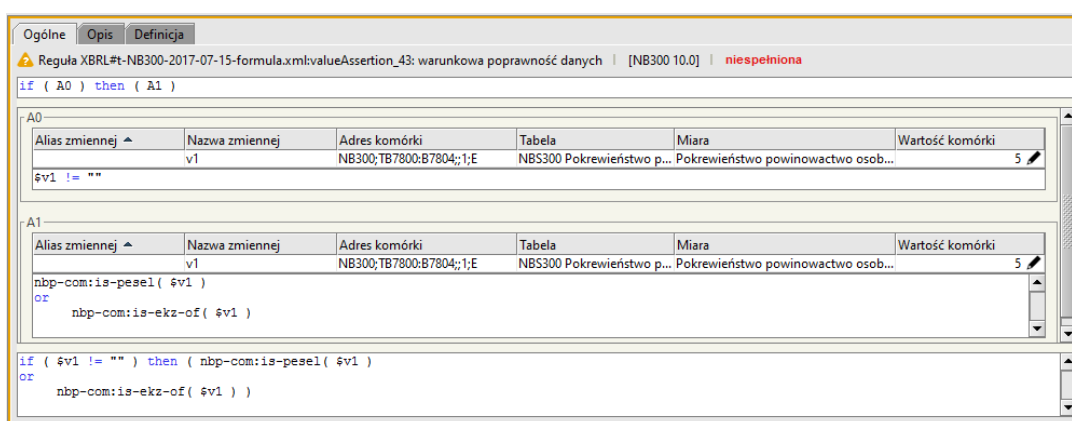 Ogólne Opis Definicja
Reguła XBRL#t-NB300-2017-07-15-formula.xml:valueAssertion_43: warunkowa poprawność danych | [NB300 10.0] | niespełniona
if ( A0 ) then ( A1 )
A0
Alias zmiennej Nazwa zmiennej Adres komórki Tabela Miara Wartość komórki
v1 NB300;TB7800:B7804;;1;E NBS300 Pokrewieństwo p... Pokrewieństwo powinowactwo osob... 5
$v1 != ""
A1
Alias zmiennej Nazwa zmiennej Adres komórki Tabela Miara Wartość komórki
v1 NB300;TB7800:B7804;;1;E NBS300 Pokrewieństwo p... Pokrewieństwo powinowactwo osob... 5
nbp-com:is-pesel( $v1 )
or
nbp-com:is-ekz-of( $v1 )
if ( $v1 != "" ) then ( nbp-com:is-pesel( $v1 )
or
nbp-com:is-ekz-of( $v1 ) )